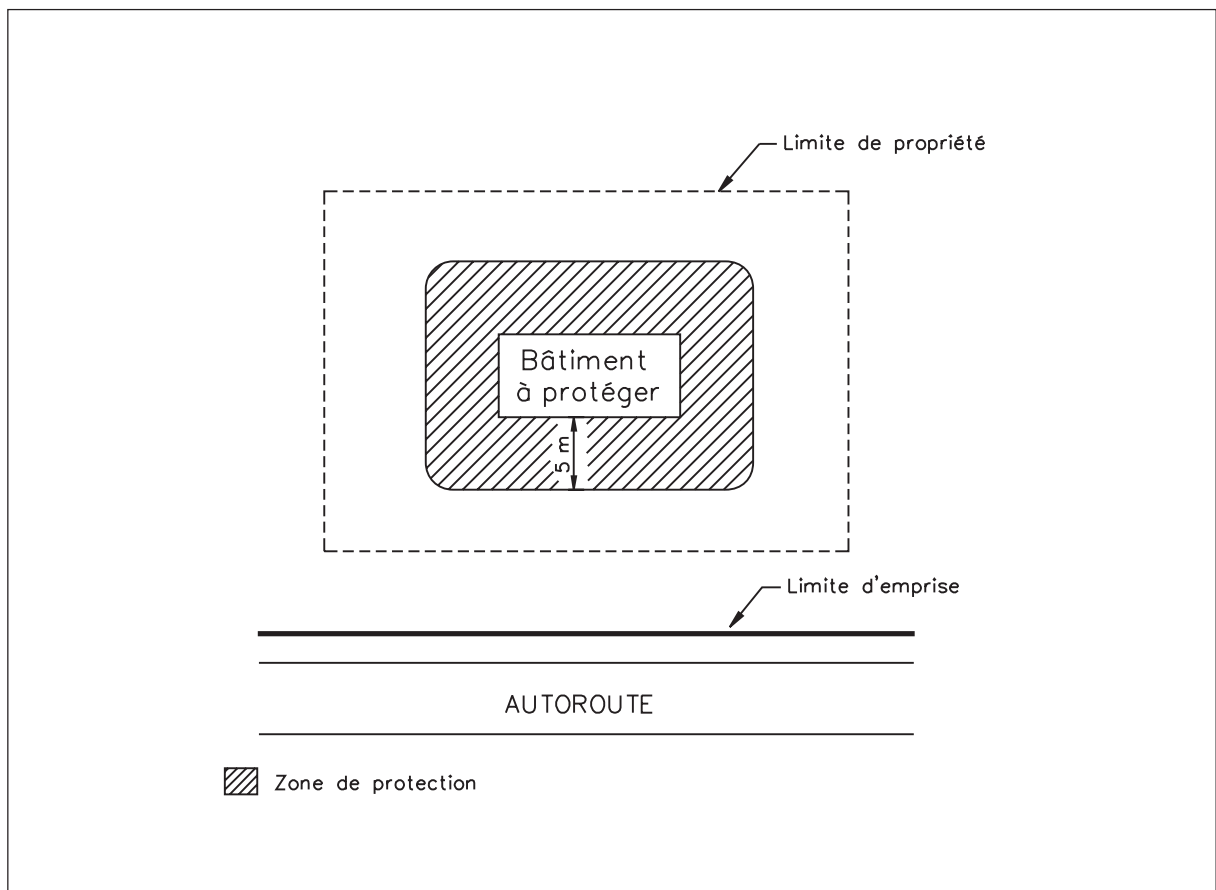 Limite de propriété
Bâtiment
à protéger
5 m
Limite d'emprise
AUTOROUTE
Zone de protection